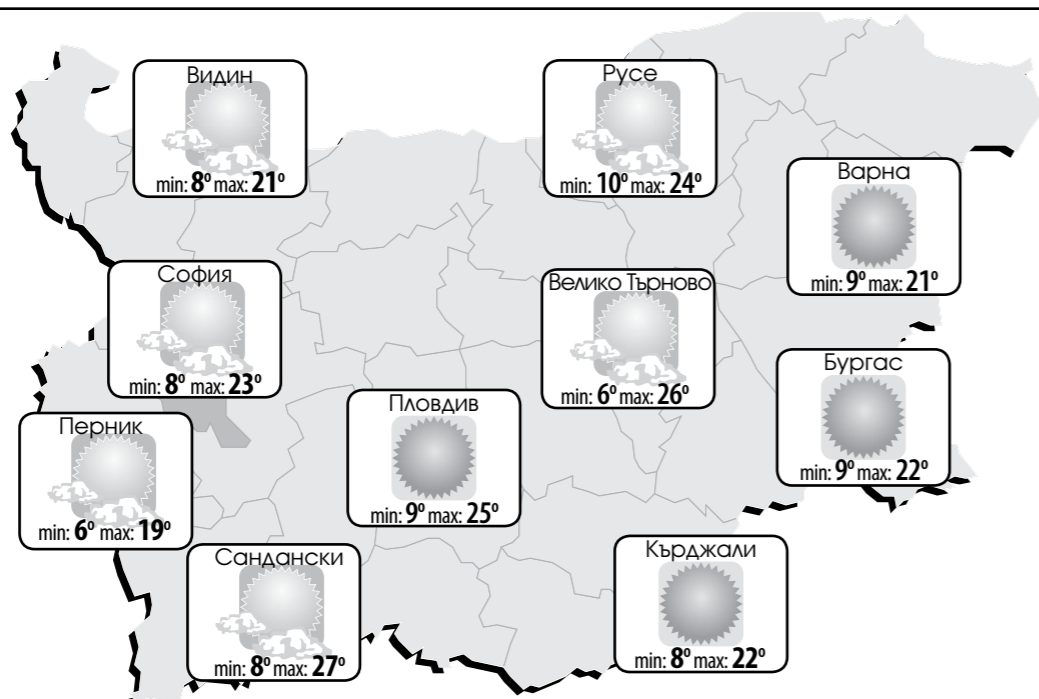 Видин
min: 8° max: 21°
Русе
min: 10° max: 24°
Варна
min: 9° max: 21°
София
min: 8° max: 23°
Велико Търново
min: 6° max: 26°
Бургас
min: 9° max: 22°
Пловдив
min: 9° max: 25°
Перник
min: 6° max: 19°
Сандански
min: 8° max: 27°
Кърджали
min: 8° max: 22°